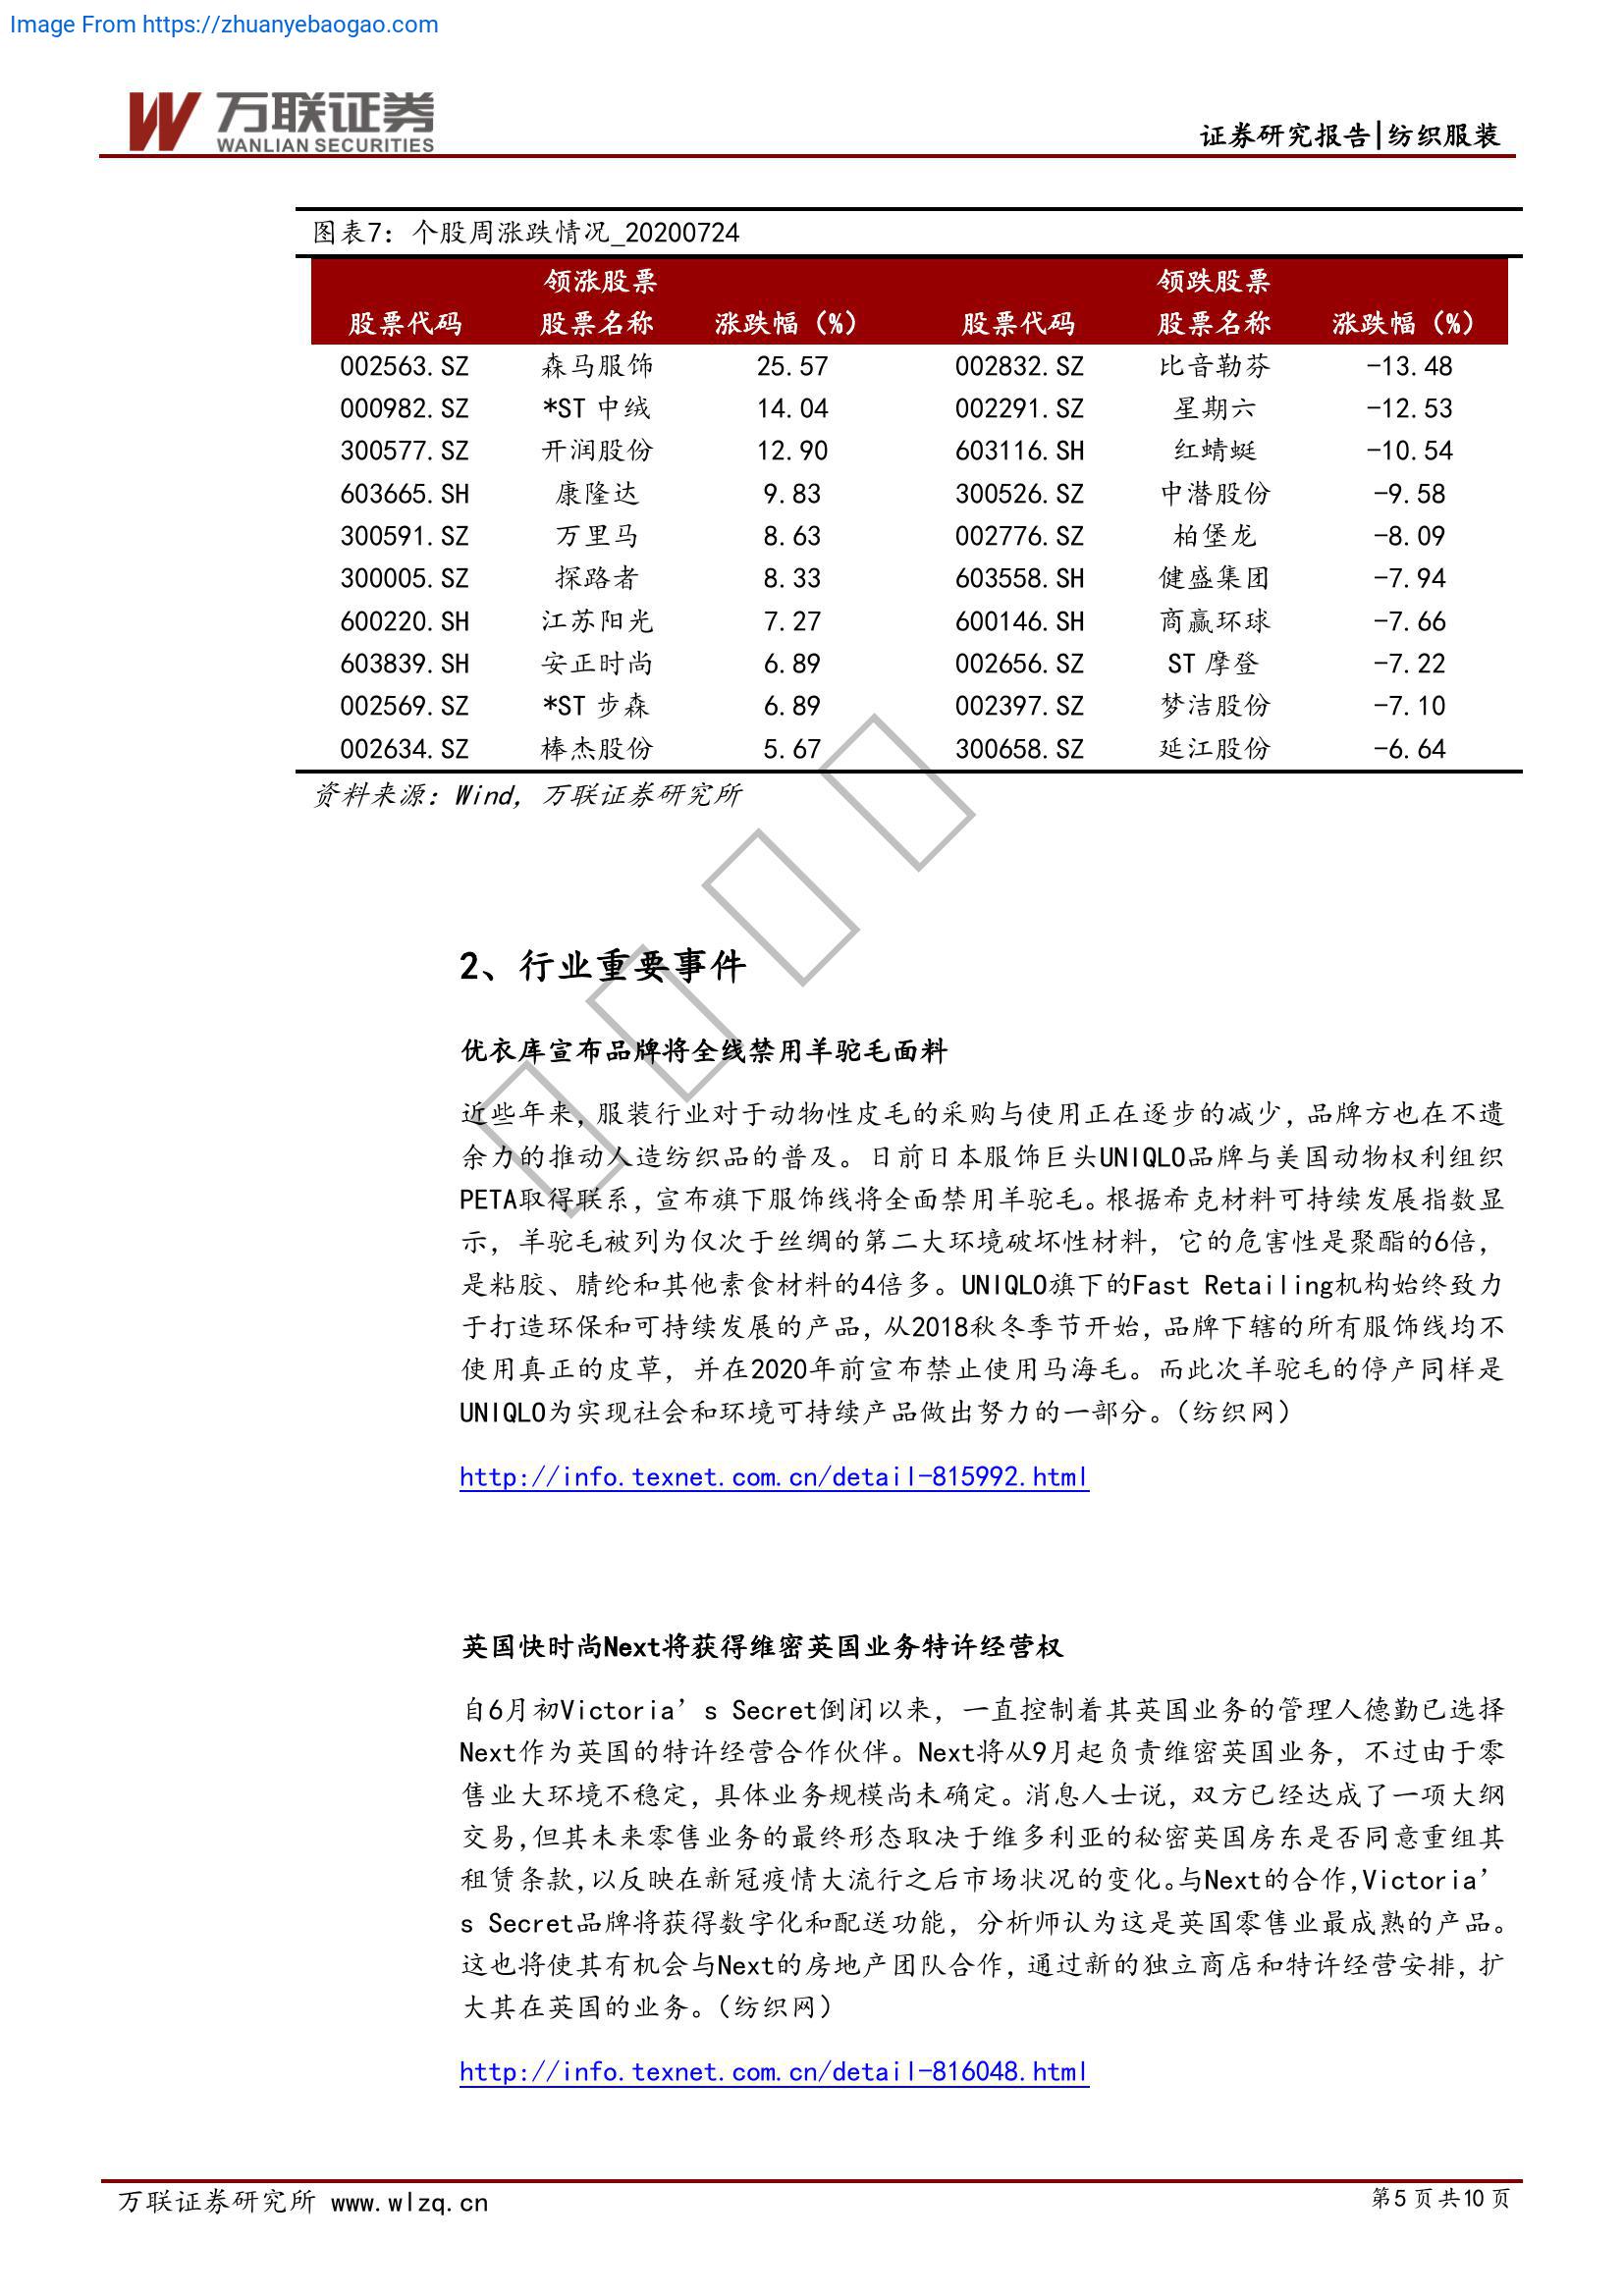 Image From https://zhuanyebaogao.com
万联证券
WANLIAN SECURITIES
证券研究报告|纺织服装
图表7：个股周涨跌情况_20200724
领涨股票 领跌股票
股票代码 股票名称 涨跌幅（%） 股票代码 股票名称 涨跌幅（%）
002563.SZ 森马服饰 25.57 002832.SZ 比音勒芬 -13.48
000982.SZ *ST中绒 14.04 002291.SZ 星期六 -12.53
300577.SZ 开润股份 12.90 603116.SH 红蜻蜓 -10.54
603665.SH 康隆达 9.83 300526.SZ 中潜股份 -9.58
300591.SZ 万里马 8.63 002776.SZ 柏堡龙 -8.09
300005.SZ 探路者 8.33 603558.SH 健盛集团 -7.94
600220.SH 江苏阳光 7.27 600146.SH 商赢环球 -7.66
603839.SH 安正时尚 6.89 002656.SZ ST摩登 -7.22
002569.SZ *ST步森 6.89 002397.SZ 梦洁股份 -7.10
002634.SZ 棒杰股份 5.67 300658.SZ 延江股份 -6.64
资料来源：Wind，万联证券研究所
2、行业重要事件
优衣库宣布品牌将全线禁用羊驼毛面料
近些年来，服装行业对于动物性皮毛的采购与使用正在逐步的减少，品牌方也在不遗
余力的推动人造纺织品的普及。日前日本服饰巨头UNIQLO品牌与美国动物权利组织
PETA取得联系，宣布旗下服饰线将全面禁用羊驼毛。根据希克材料可持续发展指数显
示，羊驼毛被列为仅次于丝绸的第二大环境破坏性材料，它的危害性是聚酯的6倍，
是粘胶、腈纶和其他素食材料的4倍多。UNIQLO旗下的Fast Retailing机构始终致力
于打造环保和可持续发展的产品，从2018秋冬季节开始，品牌下辖的所有服饰线均不
使用真正的皮草，并在2020年前宣布禁止使用马海毛。而此次羊驼毛的停产同样是
UNIQLO为实现社会和环境可持续产品做出努力的一部分。（纺织网）
http://info.texnet.com.cn/detail-815992.html
英国快时尚Next将获得维密英国业务特许经营权
自6月初Victoria’s Secret倒闭以来，一直控制着其英国业务的管理人德勤已选择
Next作为英国的特许经营合作伙伴。Next将从9月起负责维密英国业务，不过由于零
售业大环境不稳定，具体业务规模尚未确定。消息人士说，双方已经达成了一项大纲
交易,但其未来零售业务的最终形态取决于维多利亚的秘密英国房东是否同意重组其
租赁条款,以反映在新冠疫情大流行之后市场状况的变化。与Next的合作,Victoria’
s Secret品牌将获得数字化和配送功能，分析师认为这是英国零售业最成熟的产品。
这也将使其有机会与Next的房地产团队合作，通过新的独立商店和特许经营安排，扩
大其在英国的业务。（纺织网）
http://info.texnet.com.cn/detail-816048.html
万联证券研究所 www.wlzq.cn 第5页共10页